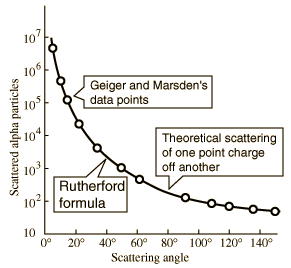 Scattered alpha particles
10⁷
10⁶
10⁵
10⁴
10³
10²
10
Geiger and Marsden's
data points
Theoretical scattering
of one point charge
off another
Rutherford
formula
0° 20° 40° 60° 80° 100° 120° 140°
Scattering angle